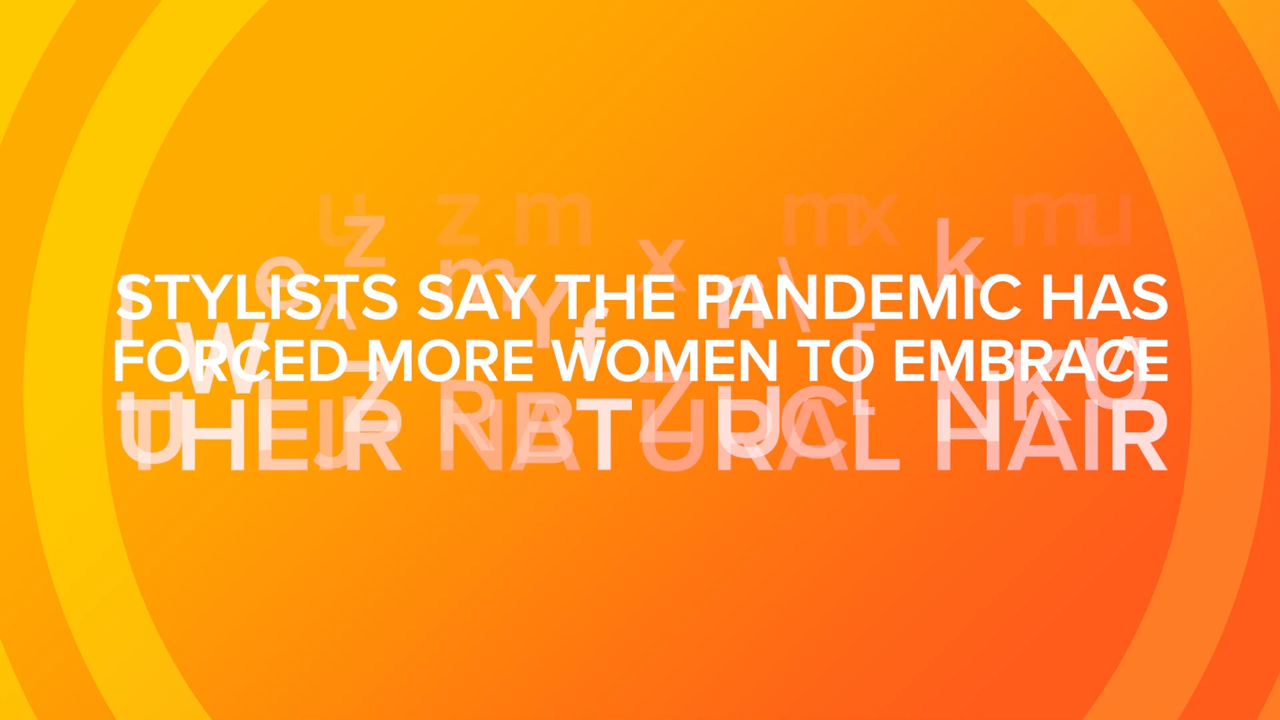 STYLISTS SAY THE PANDEMIC HAS
FORCED MORE WOMEN TO EMBRACE
THEIR NATURAL HAIR